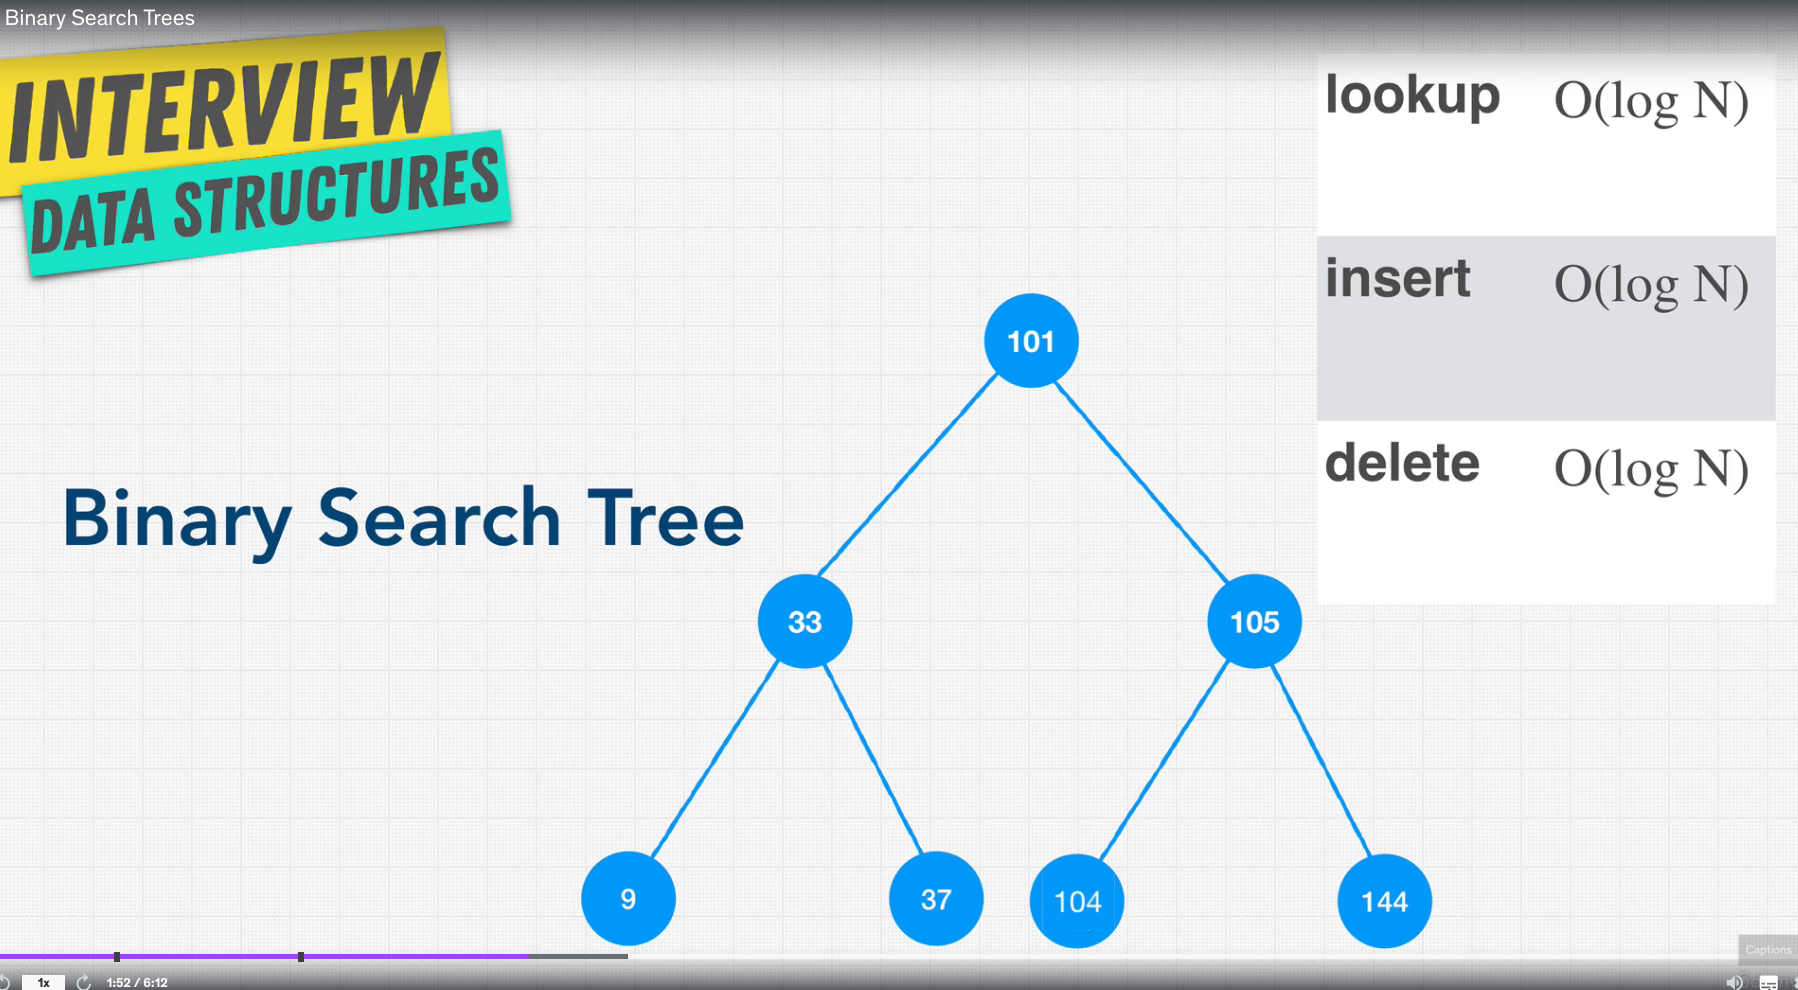 Binary Search Trees
INTERVIEW
DATA STRUCTURES
lookup O(log N)
insert O(log N)
delete O(log N)
Binary Search Tree
101
33 105
9 37 104 144
Captions
1x 1:52 / 6:12